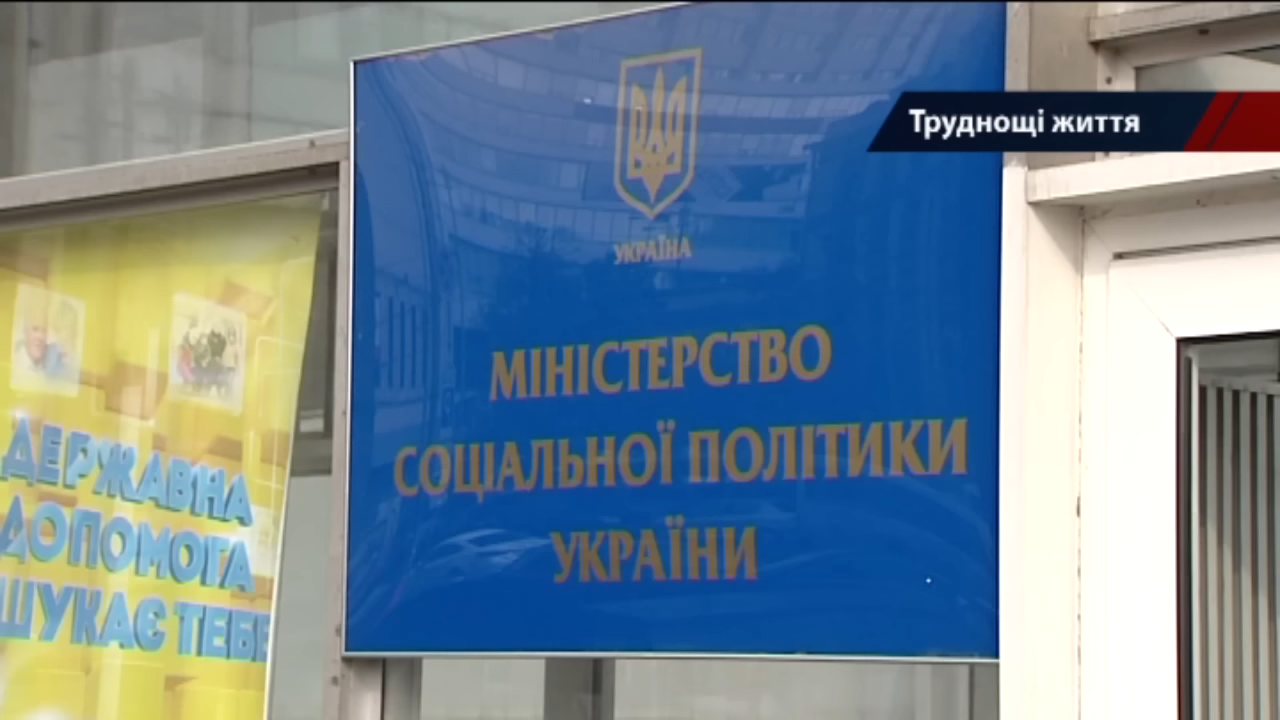 Труднощі життя
УКРАЇНА
МІНІСТЕРСТВО
СОЦІАЛЬНОЇ ПОЛІТИКИ
УКРАЇНИ
ДЕРЖАВНА
ДОПОМОГА
ШУКАЄ ТЕБЕ